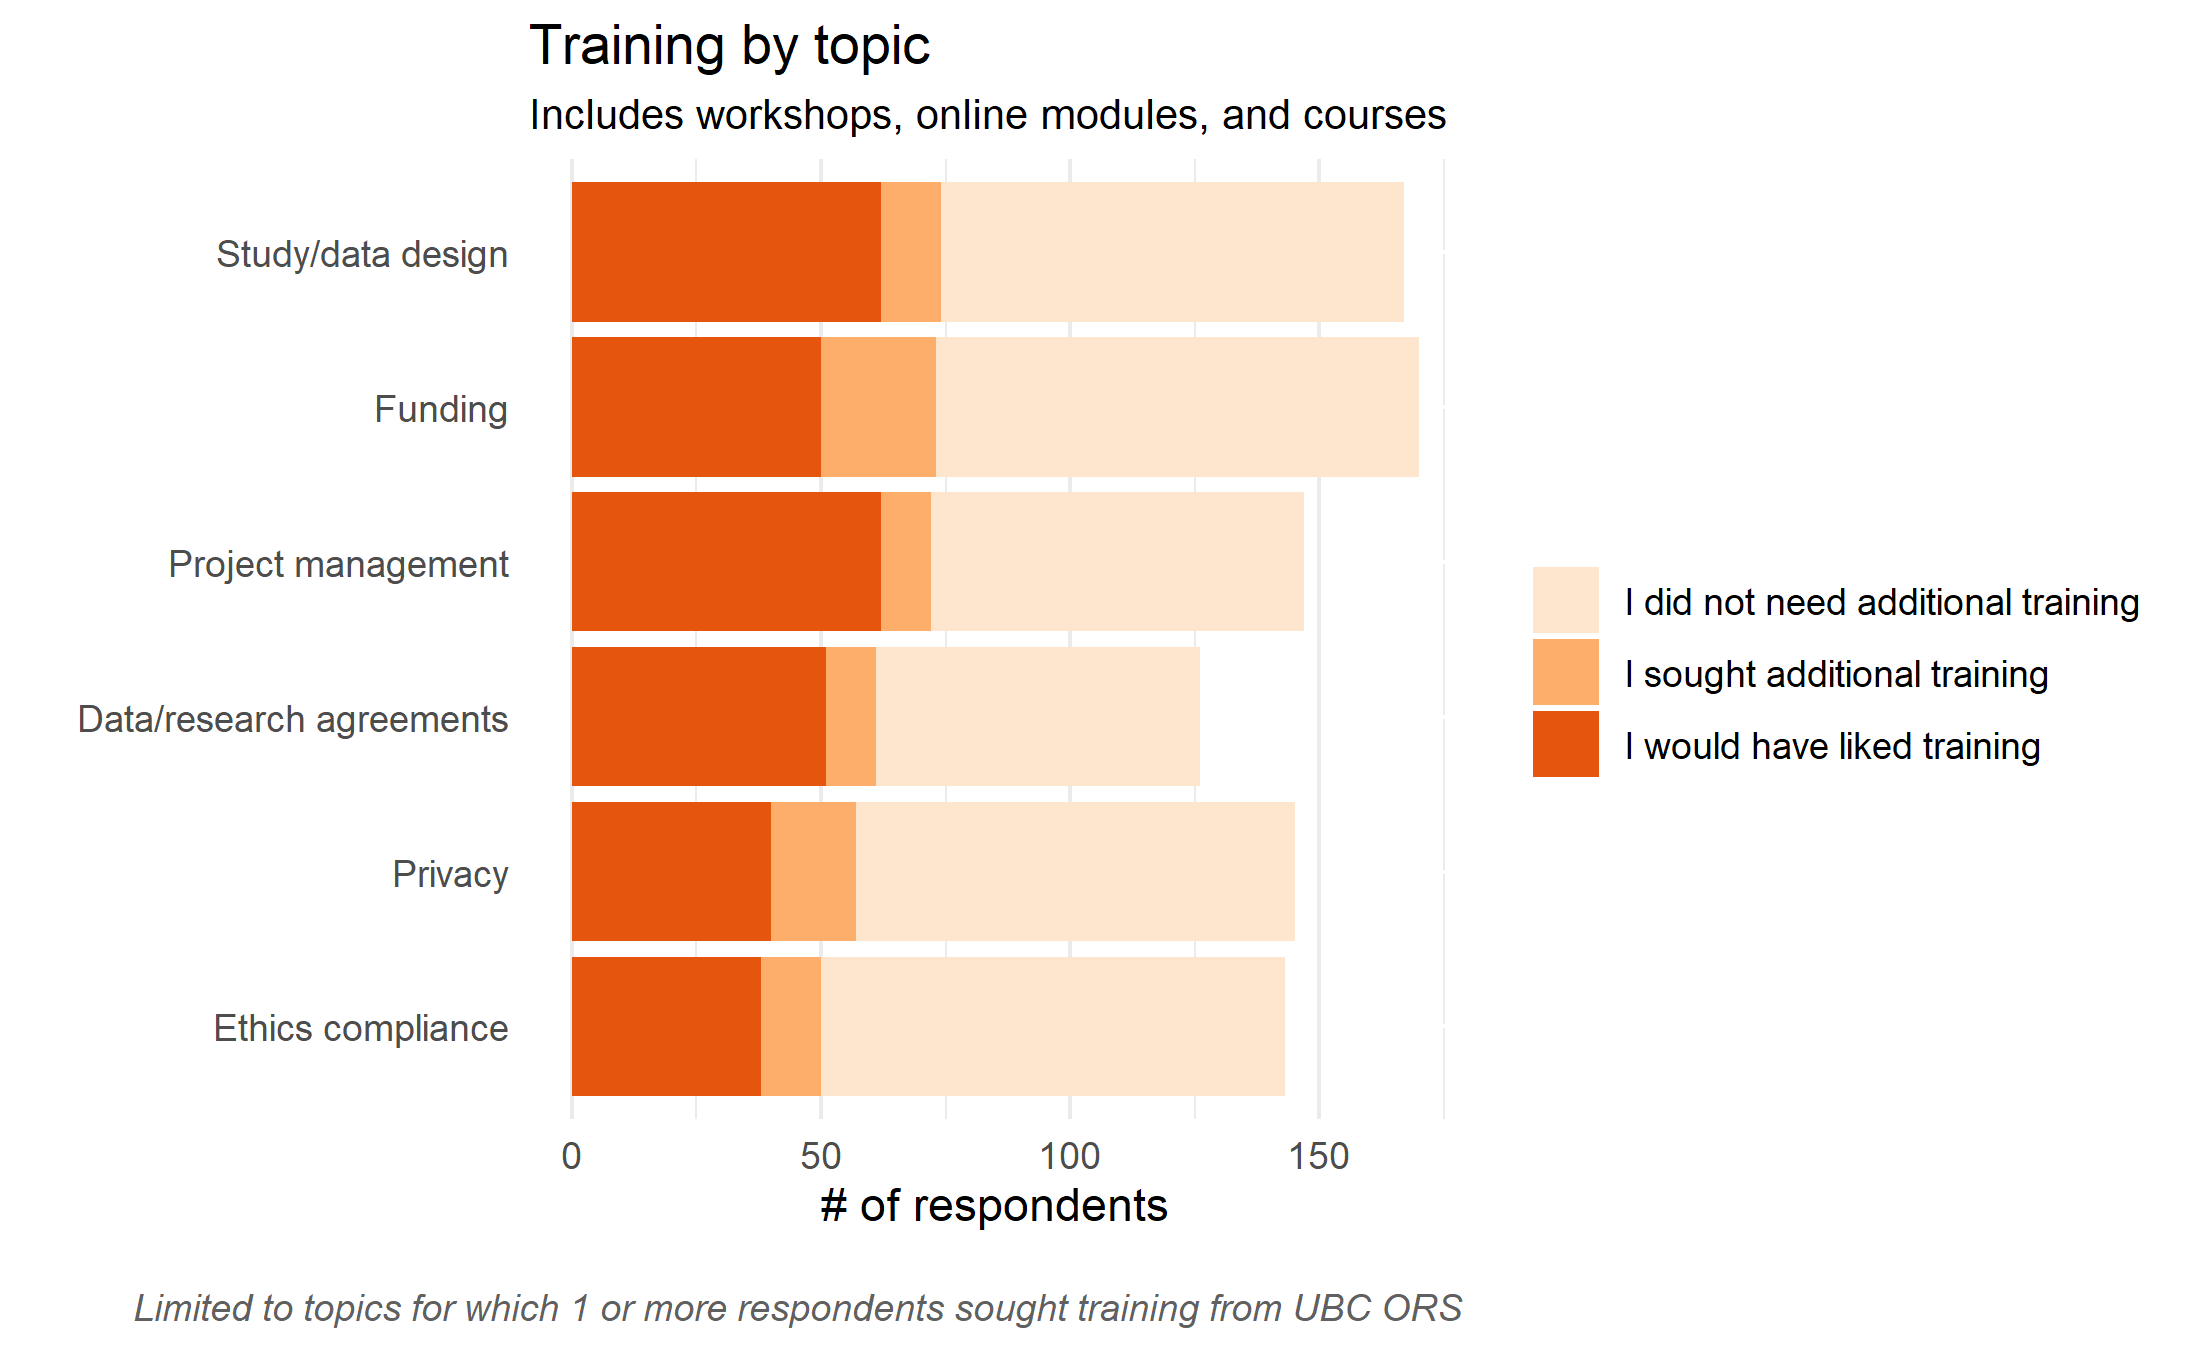 Training by topic
Includes workshops, online modules, and courses
Study/data design
Funding
Project management
Data/research agreements
Privacy
Ethics compliance
0 50 100 150
# of respondents
I did not need additional training
I sought additional training
I would have liked training
Limited to topics for which 1 or more respondents sought training from UBC ORS